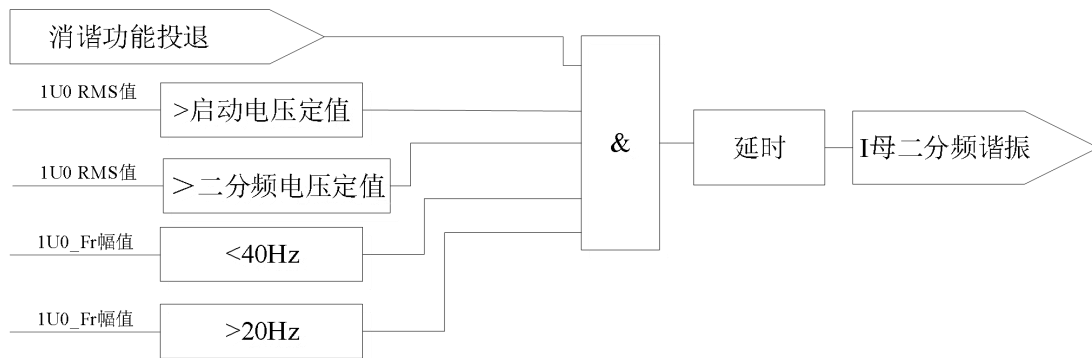 消谐功能投退
1U0 RMS值
>启动电压定值
1U0 RMS值
＞二分频电压定值
1U0_Fr幅值
<40Hz
1U0_Fr幅值
>20Hz
&
延时
I母二分频谐振